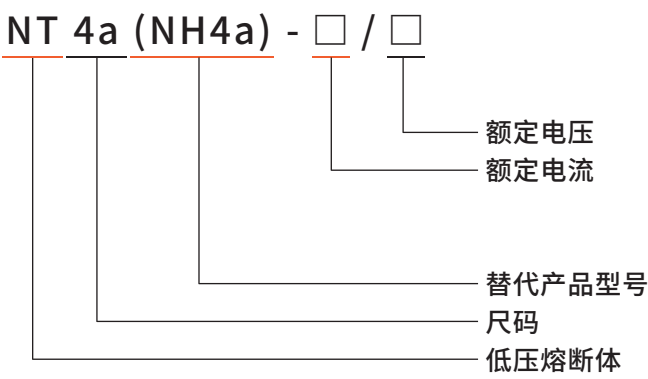 NT 4a (NH4a) - □ / □
额定电压
额定电流
替代产品型号
尺码
低压熔断体